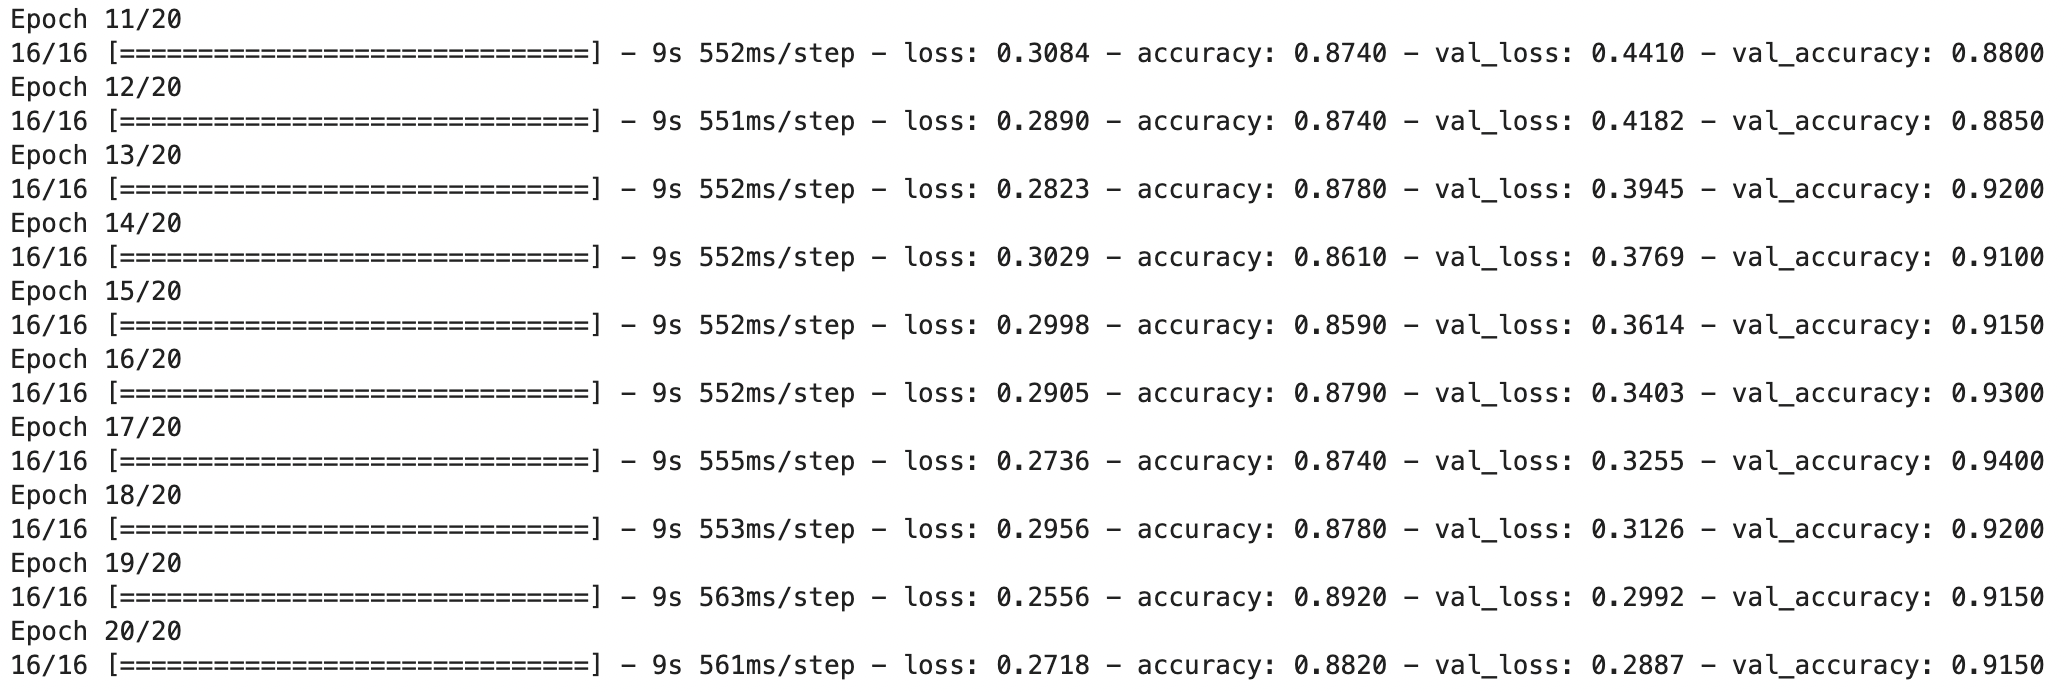 Epoch 11/20
16/16 [==============================] - 9s 552ms/step - loss: 0.3084 - accuracy: 0.8740 - val_loss: 0.4410 - val_accuracy: 0.8800
Epoch 12/20
16/16 [==============================] - 9s 551ms/step - loss: 0.2890 - accuracy: 0.8740 - val_loss: 0.4182 - val_accuracy: 0.8850
Epoch 13/20
16/16 [==============================] - 9s 552ms/step - loss: 0.2823 - accuracy: 0.8780 - val_loss: 0.3945 - val_accuracy: 0.9200
Epoch 14/20
16/16 [==============================] - 9s 552ms/step - loss: 0.3029 - accuracy: 0.8610 - val_loss: 0.3769 - val_accuracy: 0.9100
Epoch 15/20
16/16 [==============================] - 9s 552ms/step - loss: 0.2998 - accuracy: 0.8590 - val_loss: 0.3614 - val_accuracy: 0.9150
Epoch 16/20
16/16 [==============================] - 9s 552ms/step - loss: 0.2905 - accuracy: 0.8790 - val_loss: 0.3403 - val_accuracy: 0.9300
Epoch 17/20
16/16 [==============================] - 9s 555ms/step - loss: 0.2736 - accuracy: 0.8740 - val_loss: 0.3255 - val_accuracy: 0.9400
Epoch 18/20
16/16 [==============================] - 9s 553ms/step - loss: 0.2956 - accuracy: 0.8780 - val_loss: 0.3126 - val_accuracy: 0.9200
Epoch 19/20
16/16 [==============================] - 9s 563ms/step - loss: 0.2556 - accuracy: 0.8920 - val_loss: 0.2992 - val_accuracy: 0.9150
Epoch 20/20
16/16 [==============================] - 9s 561ms/step - loss: 0.2718 - accuracy: 0.8820 - val_loss: 0.2887 - val_accuracy: 0.9150